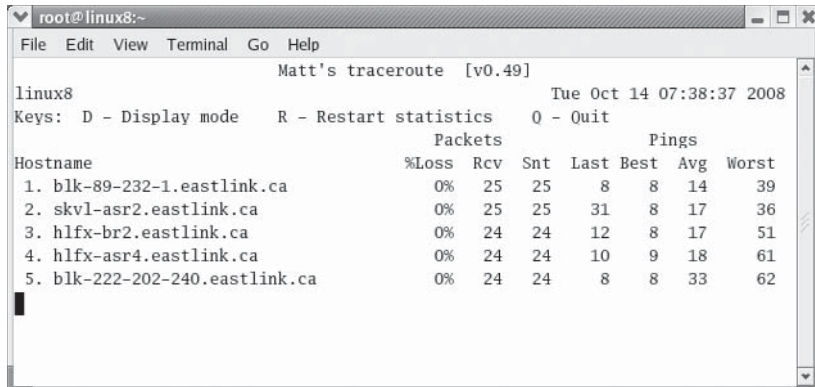 root@linux8:~
File Edit View Terminal Go Help
Matt's traceroute [v0.49]
linux8 Tue Oct 14 07:38:37 2008
Keys: D - Display mode R - Restart statistics Q - Quit
Packets Pings
Hostname %Loss Rcv Snt Last Best Avg Worst
1. blk-89-232-1.eastlink.ca 0% 25 25 8 8 14 39
2. skvl-asr2.eastlink.ca 0% 25 25 31 8 17 36
3. hlfx-br2.eastlink.ca 0% 24 24 12 8 17 51
4. hlfx-asr4.eastlink.ca 0% 24 24 10 9 18 61
5. blk-222-202-240.eastlink.ca 0% 24 24 8 8 33 62